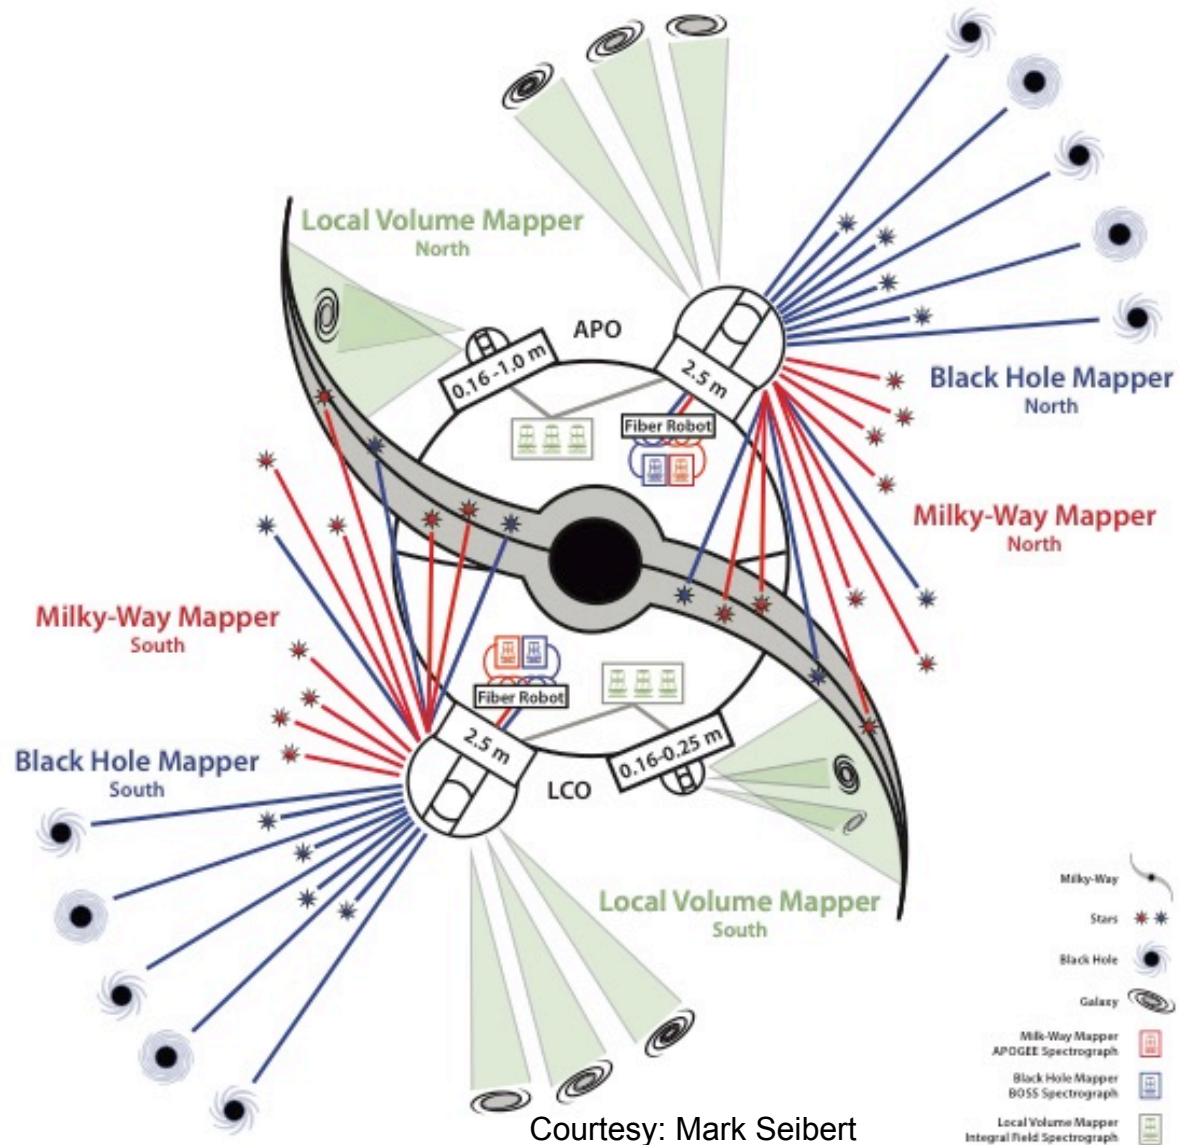 Local Volume Mapper
North
APO
0.16 -1.0 m
2.5 m
Fiber Robot
Black Hole Mapper
North
Milky-Way Mapper
North
Milky-Way Mapper
South
Fiber Robot
2.5 m
LCO
0.16-0.25 m
Black Hole Mapper
South
Local Volume Mapper
South
Milky-Way
Stars
Black Hole
Galaxy
Milk-Way Mapper
APOGEE Spectrograph
Black Hole Mapper
BOSS Spectrograph
Local Volume Mapper
Integral Field Spectrograph
Courtesy: Mark Seibert